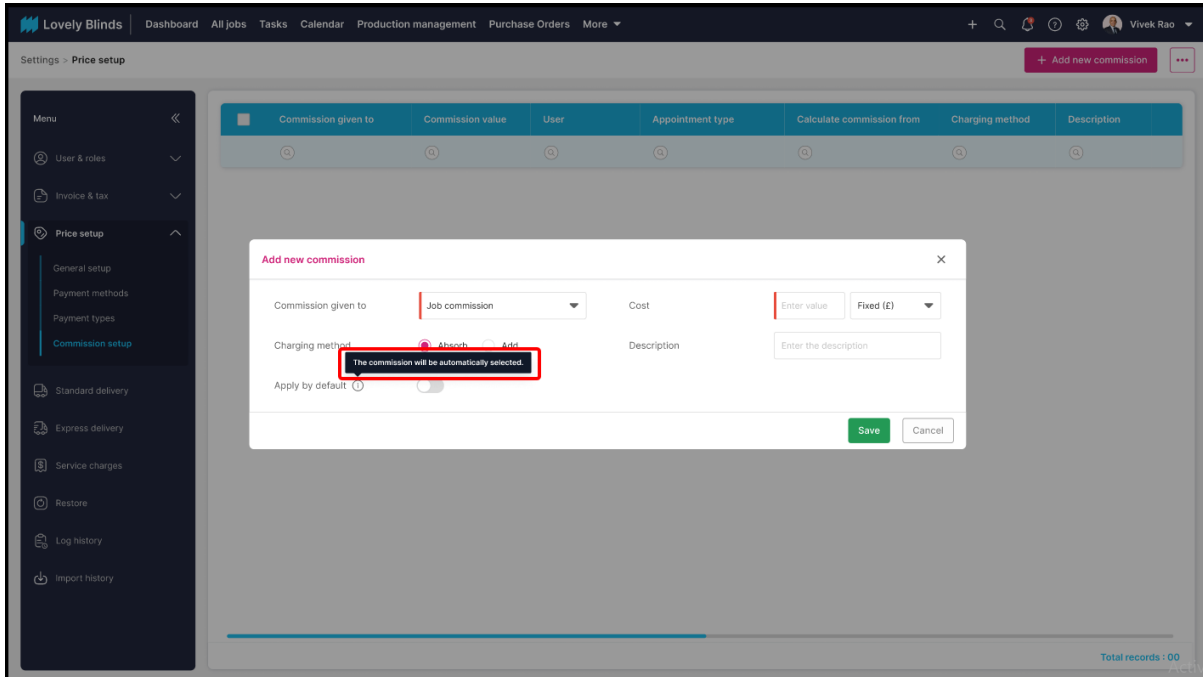 Lovely Blinds Dashboard All jobs Tasks Calendar Production management Purchase Orders More Vivek Rao
Settings > Price setup
+ Add new commission
Menu
User & roles
Invoice & tax
Price setup
General setup
Payment methods
Payment types
Commission setup
Standard delivery
Express delivery
Service charges
Restore
Log history
Import history
Commission given to Commission value User Appointment type Calculate commission from Charging method Description
Add new commission
Commission given to Job commission Cost Enter value Fixed (£)
Charging method Absorb Add Description Enter the description
The commission will be automatically selected.
Apply by default
Save Cancel
Total records : 00